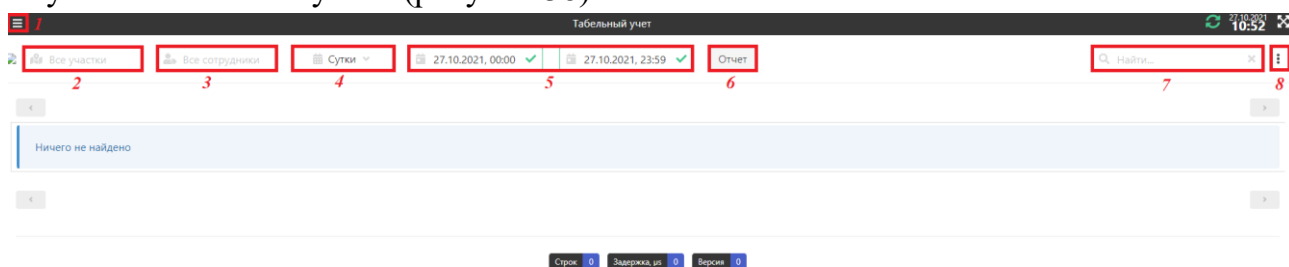 1 Табельный учет 27.10.2021 10:52
Все участки Все сотрудники Сутки 27.10.2021, 00:00 27.10.2021, 23:59 Отчет Найти...
2 3 4 5 6 7 8
Ничего не найдено
Строк 0 Задержка, µs 0 Версия 0